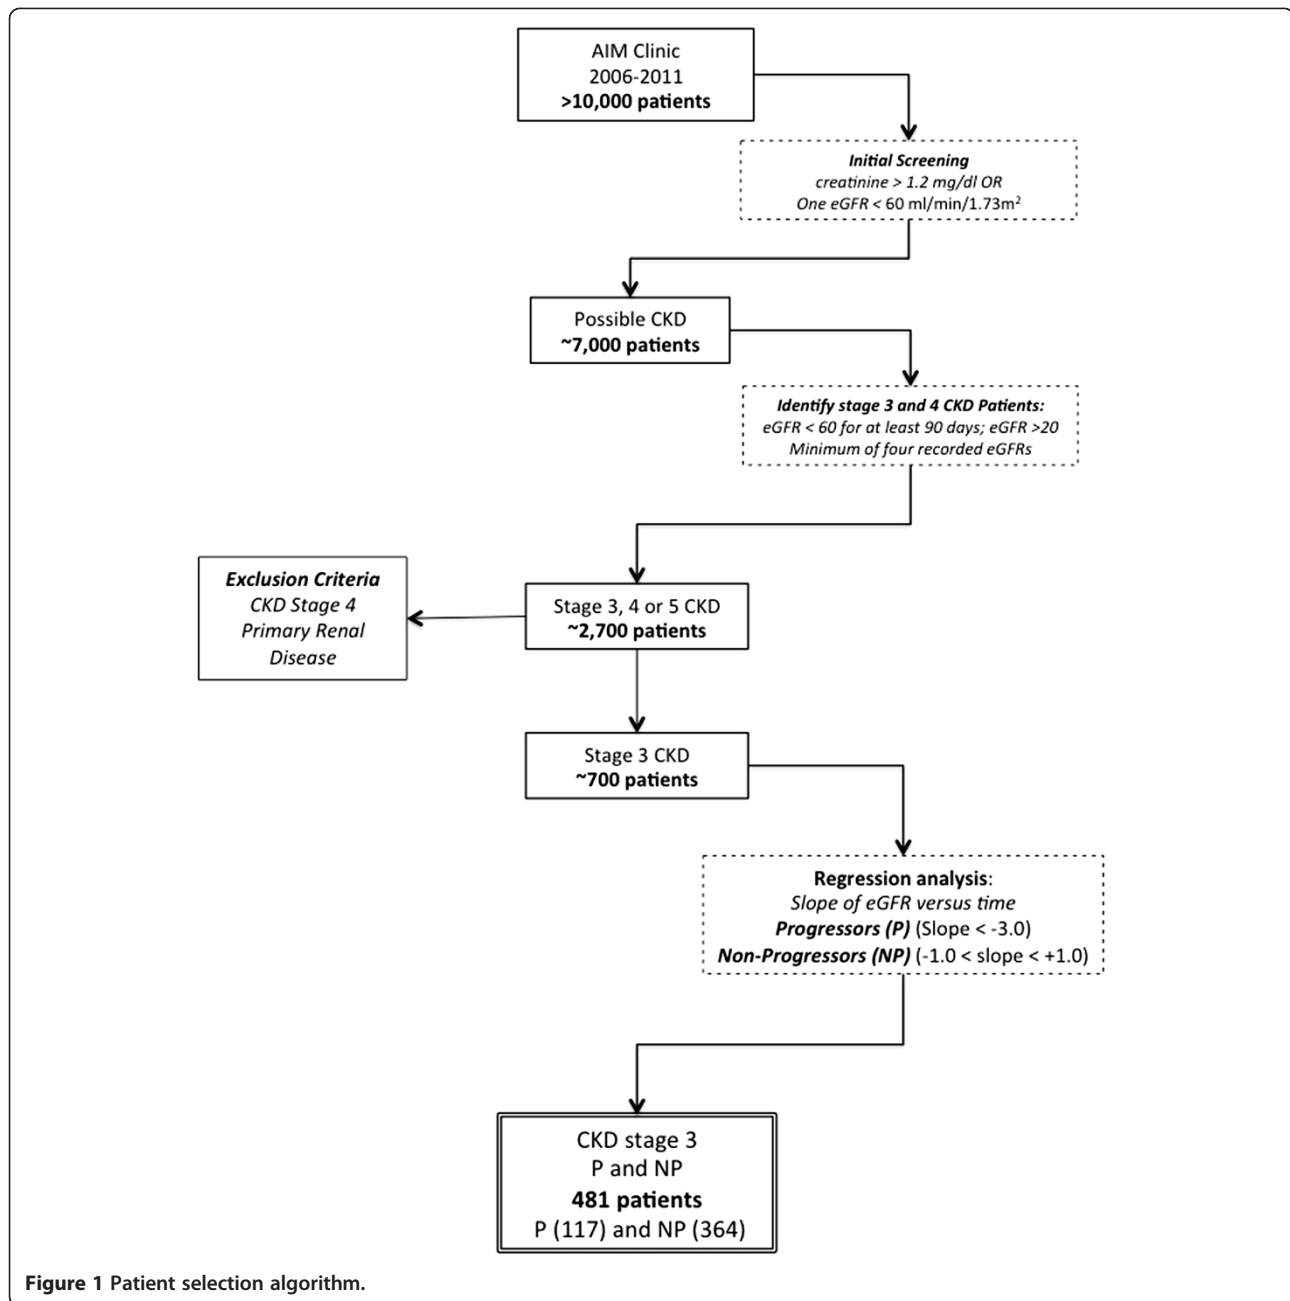 AIM Clinic
2006-2011
>10,000 patients
Initial Screening
creatinine > 1.2 mg/dl OR
One eGFR < 60 ml/min/1.73m²
Possible CKD
~7,000 patients
Identify stage 3 and 4 CKD Patients:
eGFR < 60 for at least 90 days; eGFR >20
Minimum of four recorded eGFRs
Exclusion Criteria
CKD Stage 4
Primary Renal
Disease
Stage 3, 4 or 5 CKD
~2,700 patients
Stage 3 CKD
~700 patients
Regression analysis:
Slope of eGFR versus time
Progressors (P) (Slope < -3.0)
Non-Progressors (NP) (-1.0 < slope < +1.0)
CKD stage 3
P and NP
481 patients
P (117) and NP (364)
Figure 1 Patient selection algorithm.